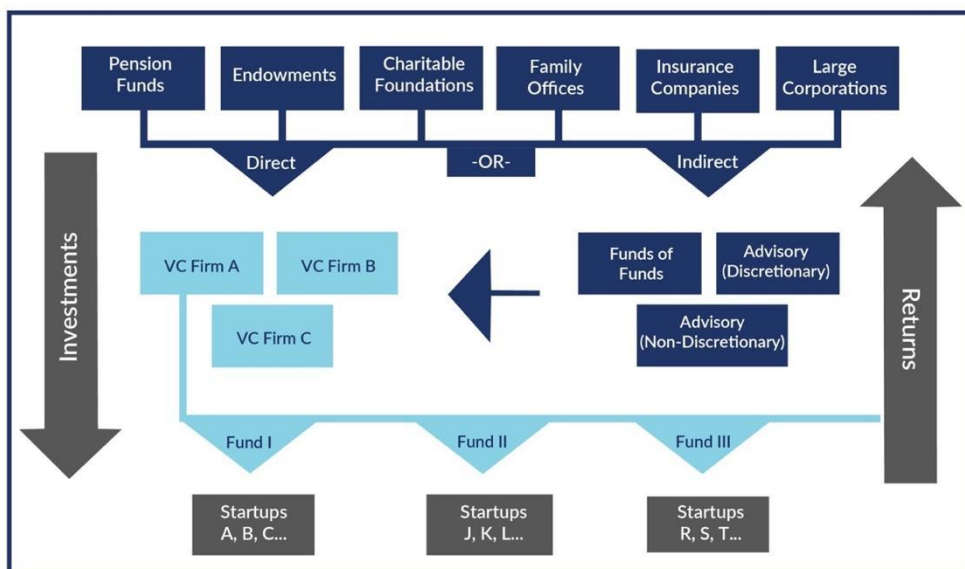 Pension
Funds
Endowments
Charitable
Foundations
Family
Offices
Insurance
Companies
Large
Corporations
Direct
-OR-
Indirect
Investments
VC Firm A
VC Firm B
VC Firm C
Funds of
Funds
Advisory
(Discretionary)
Advisory
(Non-Discretionary)
Returns
Fund I
Fund II
Fund III
Startups
A, B, C...
Startups
J, K, L...
Startups
R, S, T...